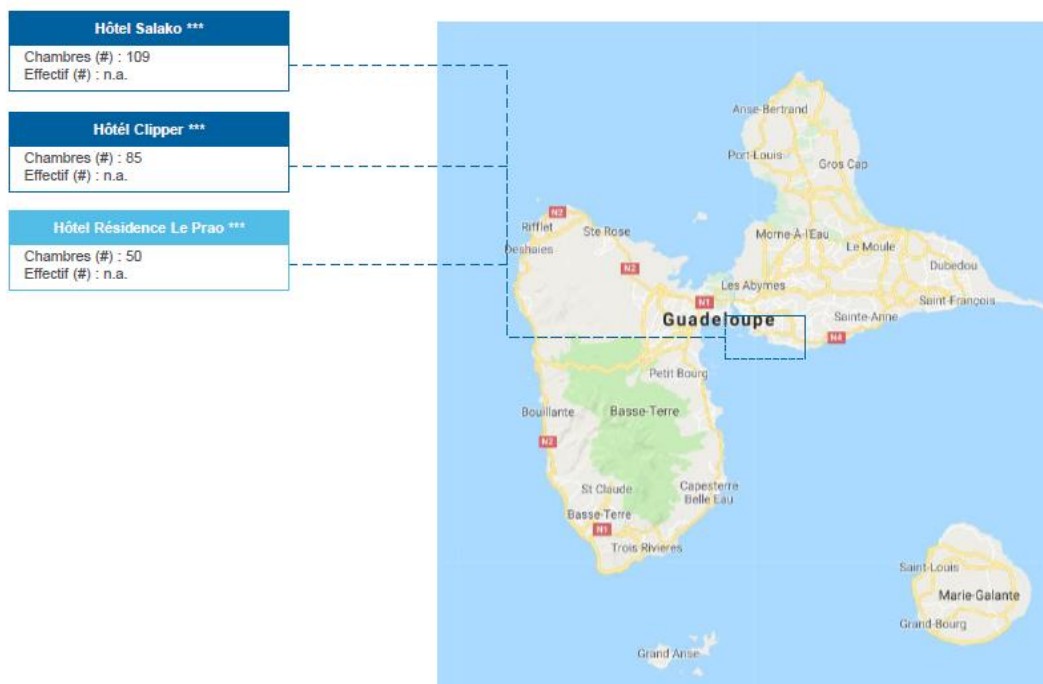 Hôtel Salako ***
Chambres (#) : 109
Effectif (#) : n.a.
Hôtél Clipper ***
Chambres (#) : 85
Effectif (#) : n.a.
Hôtel Résidence Le Prao ***
Chambres (#) : 50
Effectif (#) : n.a.
Anse-Bertrand
Port-Louis
Gros Cap
N2
Rifflet
Ste Rose
Deshaies
Morne-À-l'Eau
Le Moule
N2
Dubedou
Les Abymes
Saint-François
N1
Guadeloupe
Sainte-Anne
N4
Petit Bourg
Bouillante
Basse-Terre
N2
St Claude
Capesterre
Belle Eau
Basse-Terre
N1
Trois Rivieres
Saint-Louis
Marie-Galante
Grand-Bourg
Grand Anse